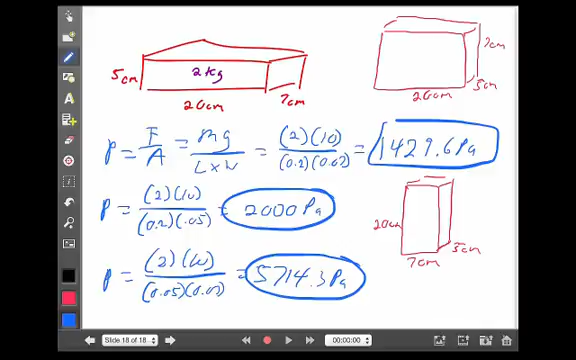 5cm 2kg 7cm
20cm 5cm
20cm 7cm
P = F/A = mg/L×W = (2)(10)/(0.2)(0.07) = 1429.6 Pa
P = (2)(10)/(0.2)(.05) = 2000 Pa
20cm 5cm
7cm
P = (2)(10)/(0.05)(0.07) = 5714.3 Pa
Slide 18 of 18
00:00:00